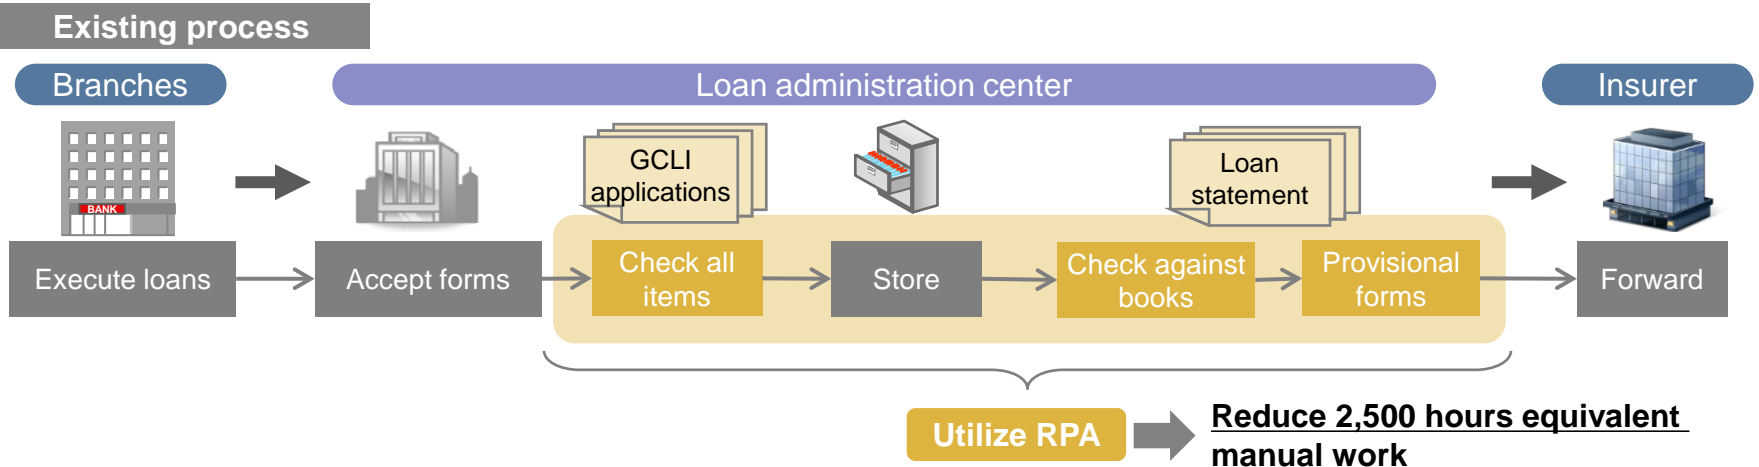 Existing process
Branches
Loan administration center
Insurer
BANK
GCLI
applications
Loan
statement
Execute loans
Accept forms
Check all
items
Store
Check against
books
Provisional
forms
Forward
Utilize RPA
Reduce 2,500 hours equivalent
manual work